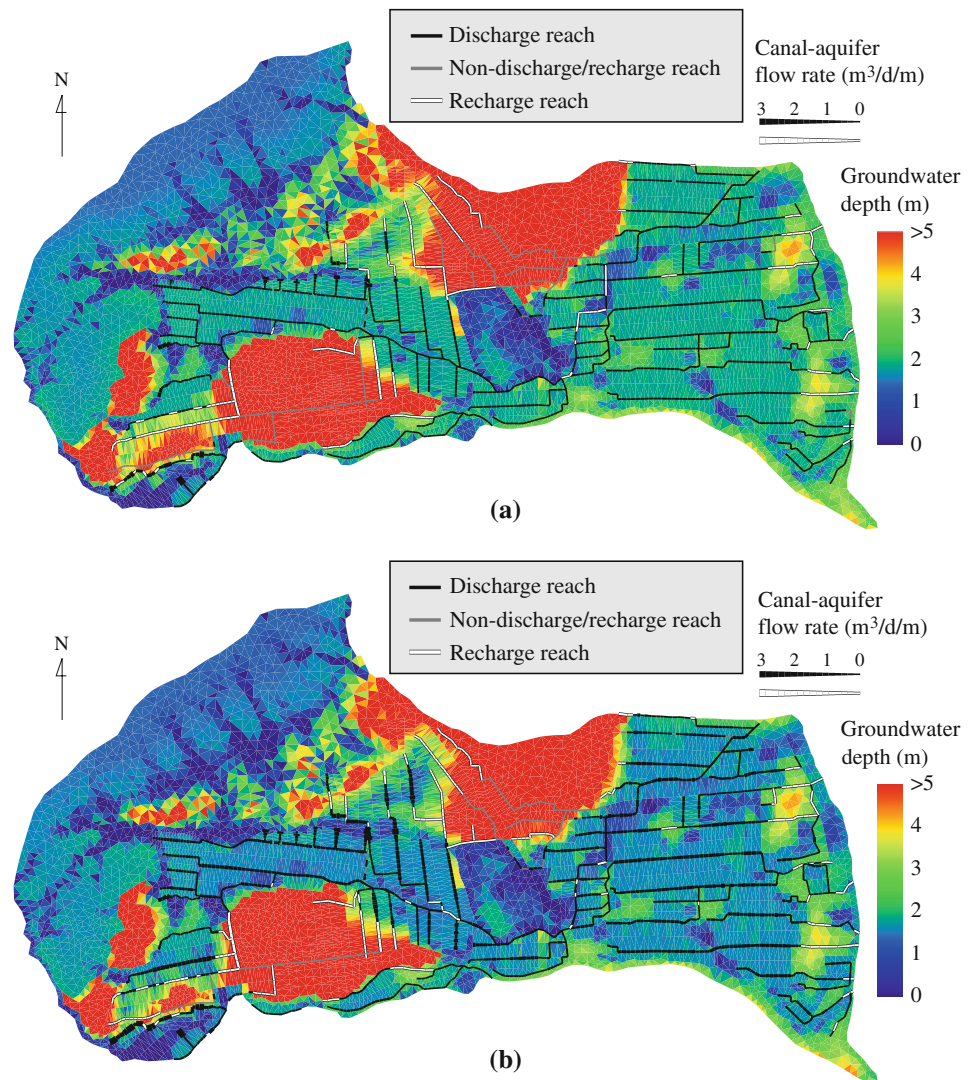 Discharge reach
Non-discharge/recharge reach
Recharge reach
Canal-aquifer
flow rate (m³/d/m)
3 2 1 0
N
Groundwater
depth (m)
>5
4
3
2
1
0
(a)
Discharge reach
Non-discharge/recharge reach
Recharge reach
Canal-aquifer
flow rate (m³/d/m)
3 2 1 0
N
Groundwater
depth (m)
>5
4
3
2
1
0
(b)